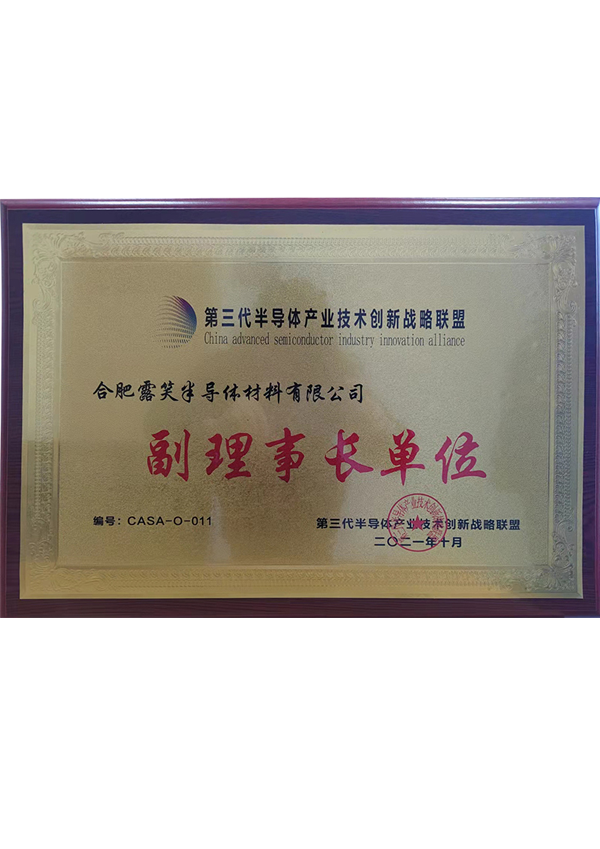 第三代半导体产业技术创新战略联盟
China advanced semiconductor industry innovation alliance
合肥露笑半导体材料有限公司
副理事长单位
编号：CASA-O-011
第三代半导体产业技术创新战略联盟
二〇二一年十月